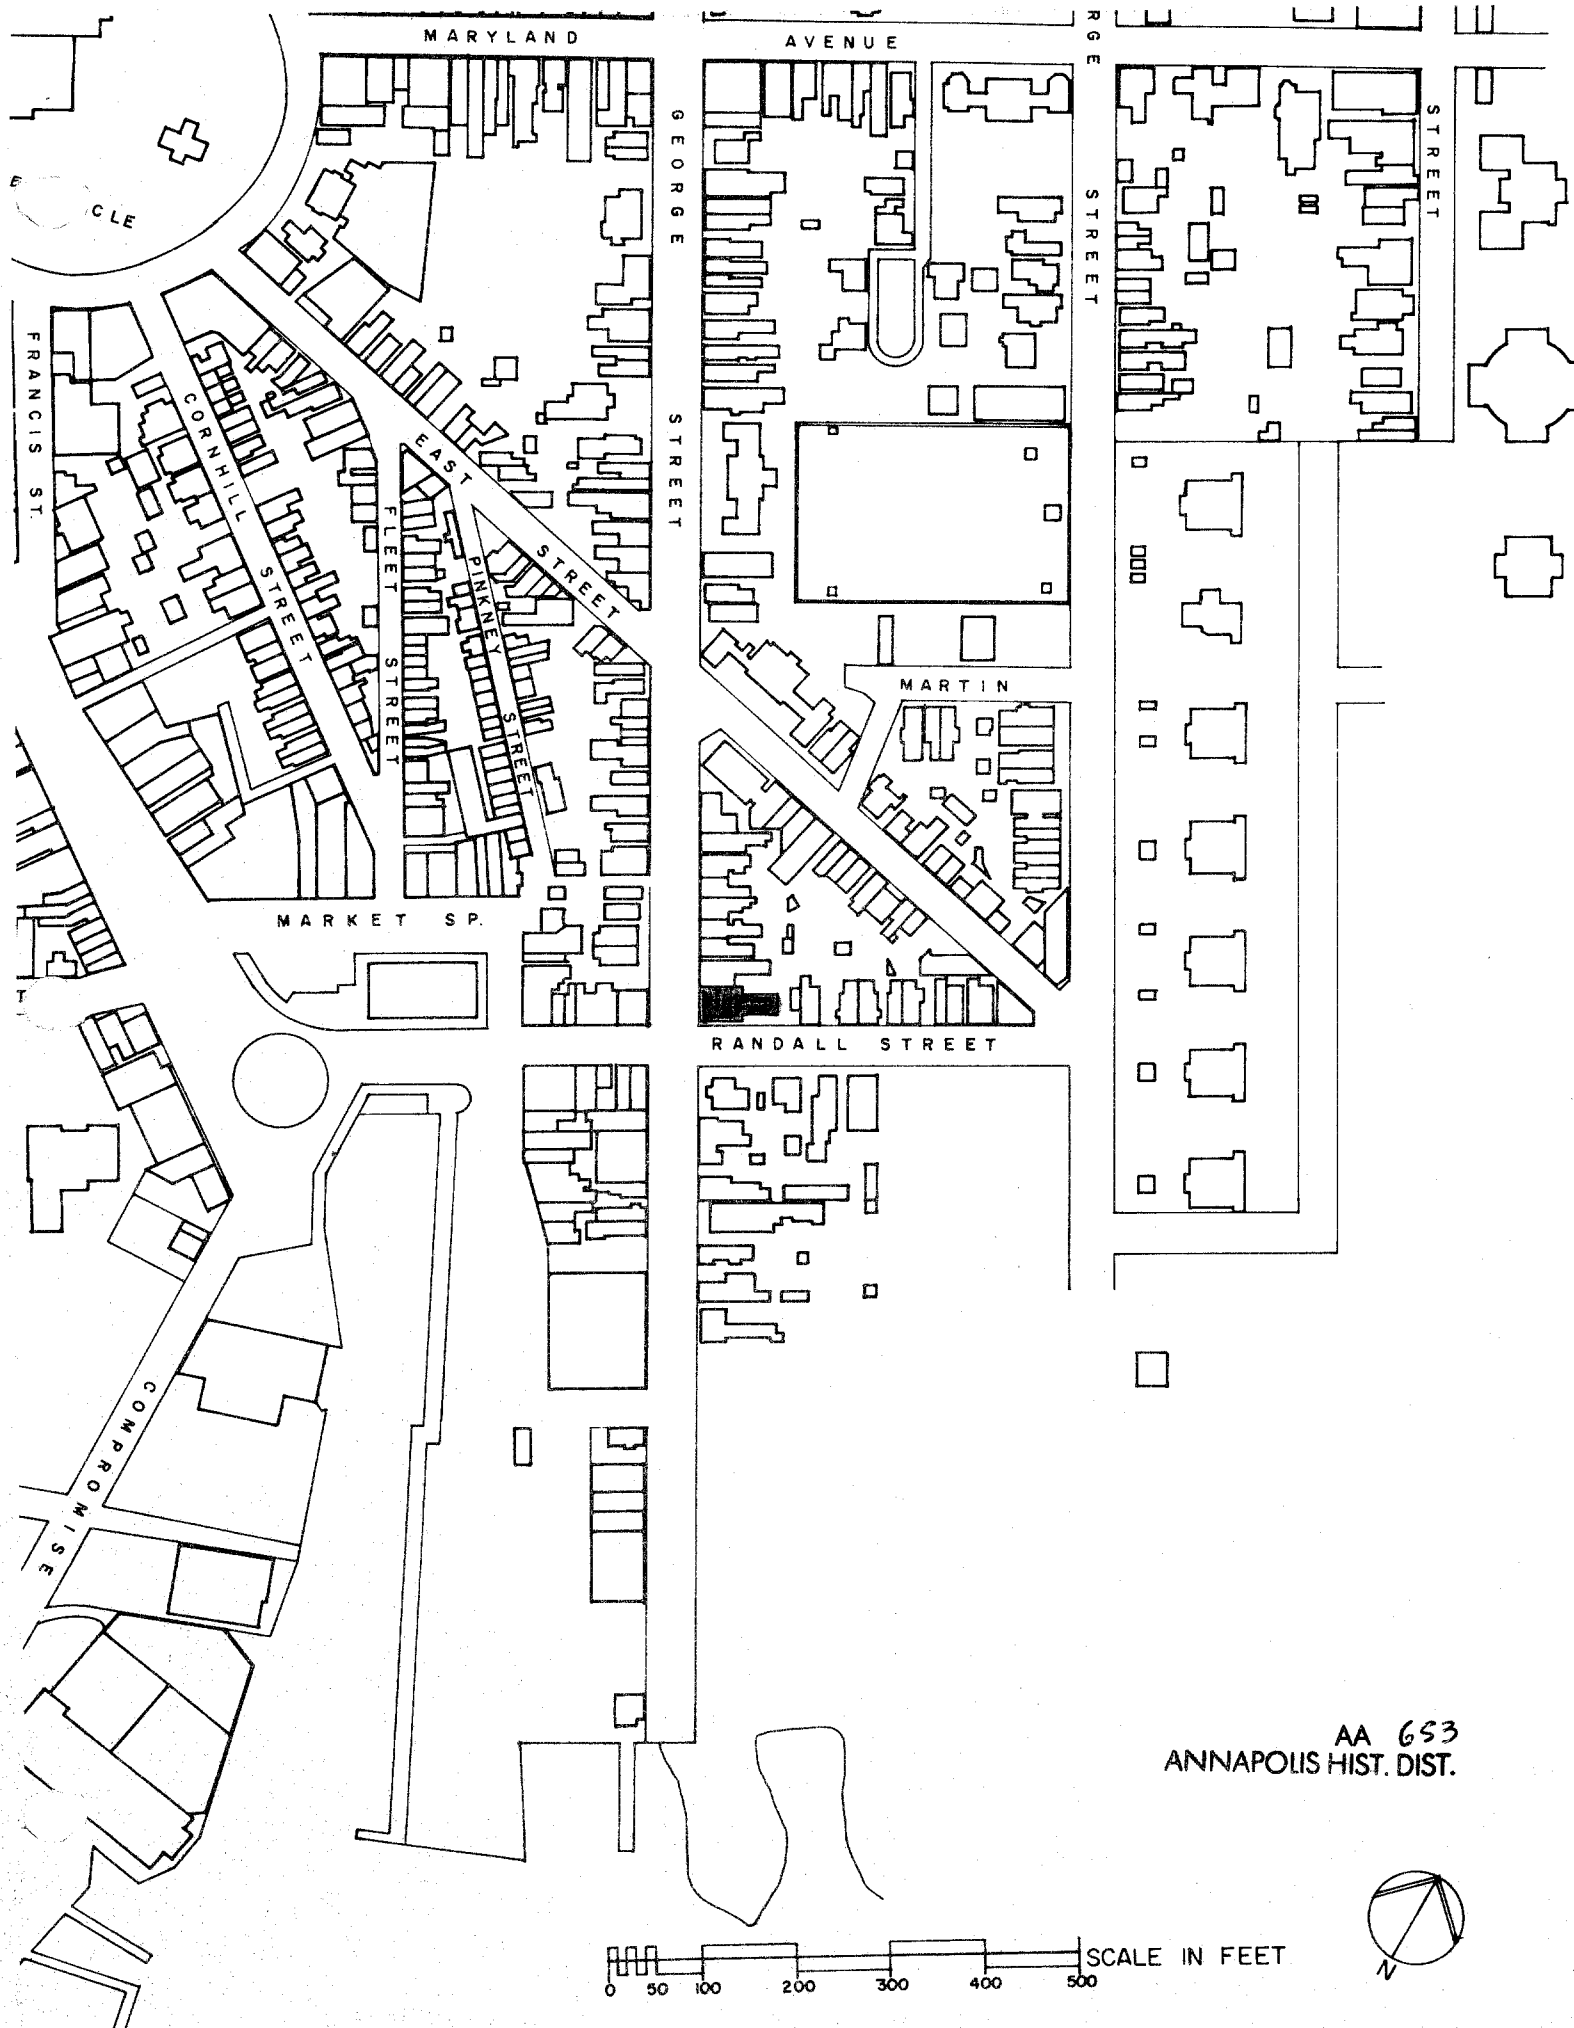 MARYLAND AVENUE
RGE
STREET
GEORGE
STREET
STREET
CLE
FRANCIS ST.
CORNHILL
STREET
EAST
STREET
FLEET
STREET
PINKNEY
STREET
MARTIN
MARKET SP.
RANDALL STREET
COMPROMISE
AA 653
ANNAPOLIS HIST. DIST.
SCALE IN FEET
0 50 100 200 300 400 500
N